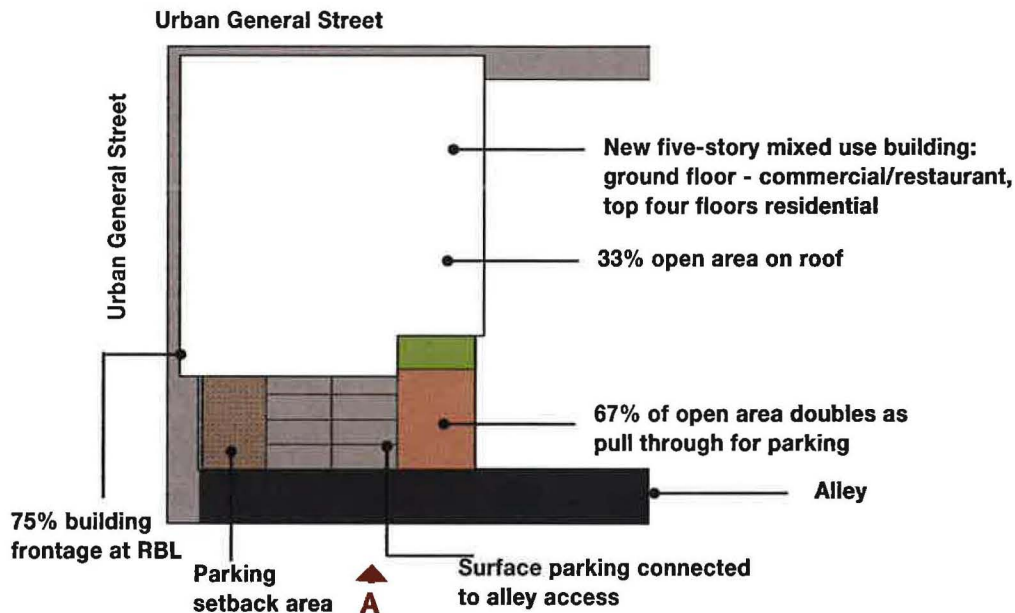 Urban General Street
Urban General Street
New five-story mixed use building:
ground floor - commercial/restaurant,
top four floors residential
33% open area on roof
67% of open area doubles as
pull through for parking
Alley
75% building
frontage at RBL
Parking
setback area
A
Surface parking connected
to alley access